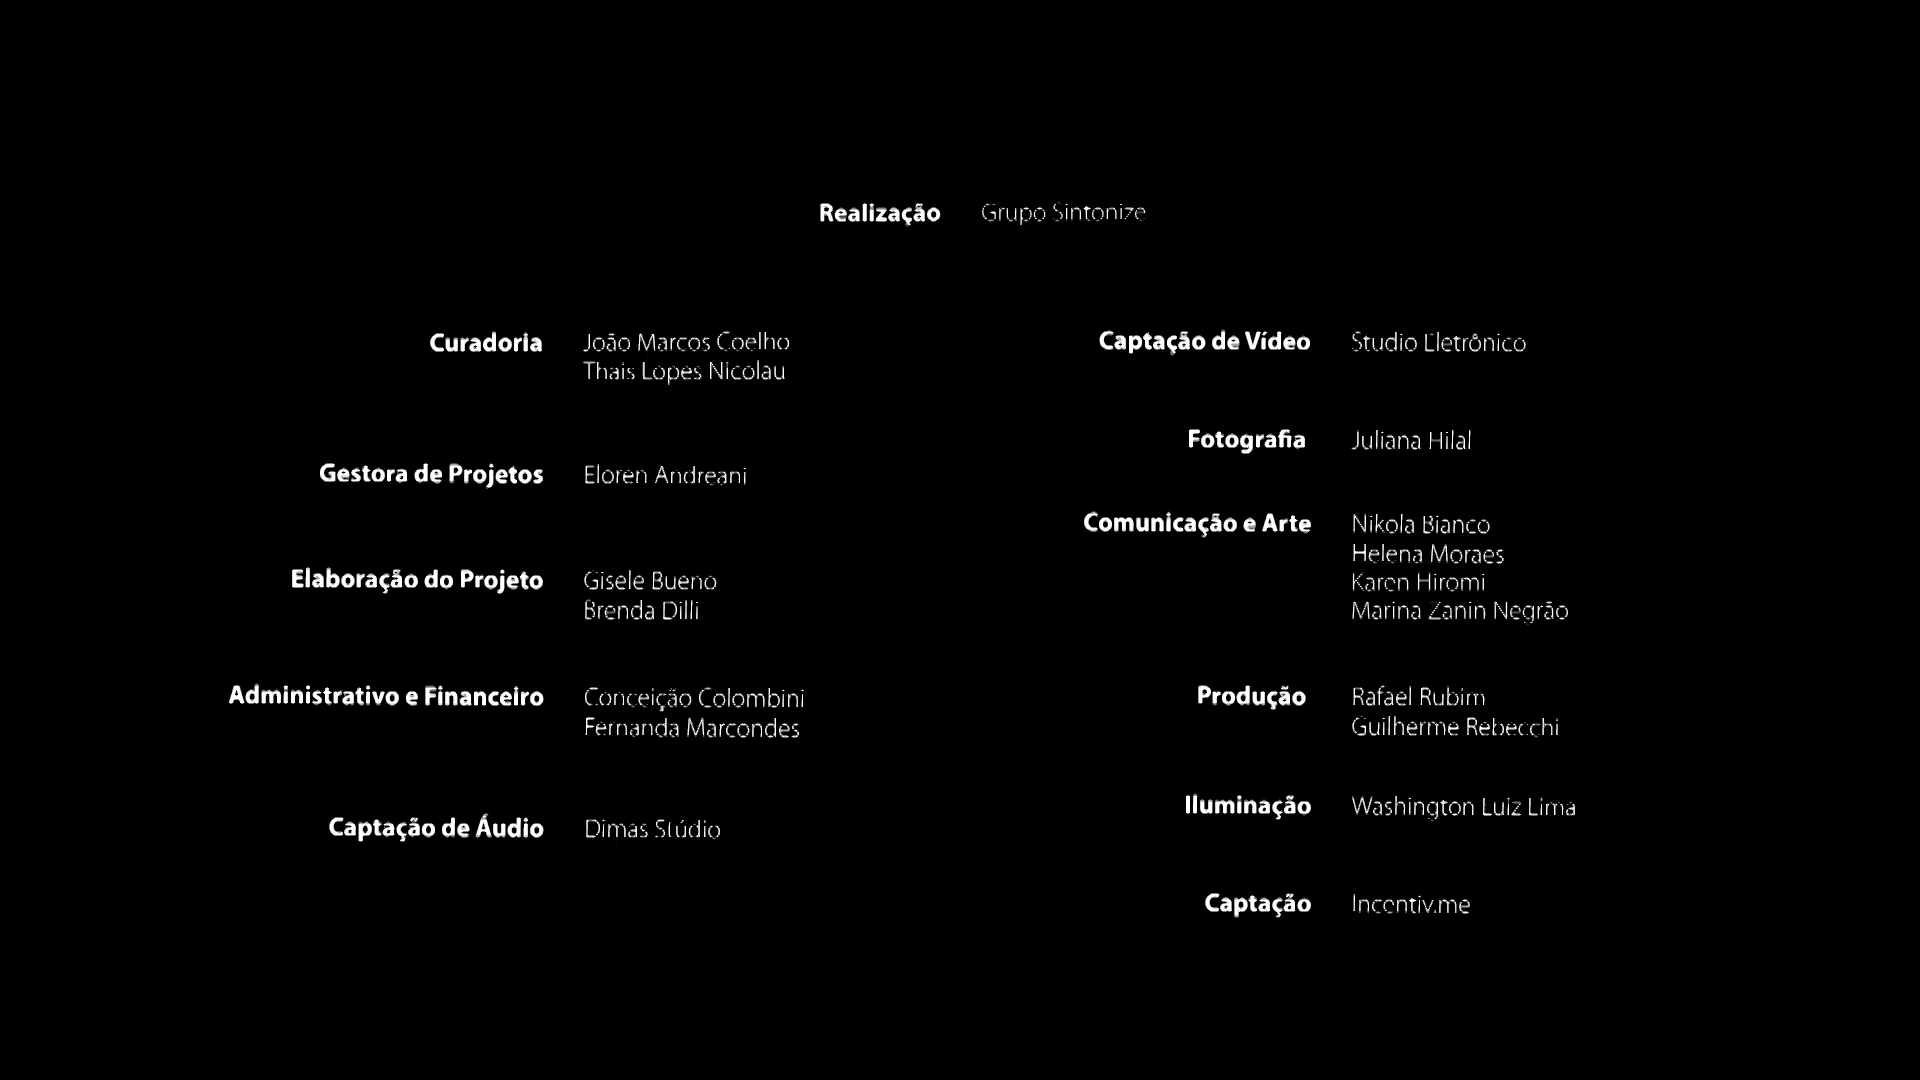 Realização Grupo Sintonize
Curadoria João Marcos Coelho
Thais Lopes Nicolau
Gestora de Projetos Eloren Andreani
Elaboração do Projeto Gisele Bueno
Brenda Dilli
Administrativo e Financeiro Conceição Colombini
Fernanda Marcondes
Captação de Áudio Dimas Stúdio
Captação de Vídeo Studio Eletrônico
Fotografia Juliana Hilal
Comunicação e Arte Nikola Bianco
Helena Moraes
Karen Hiromi
Marina Zanin Negrão
Produção Rafael Rubim
Guilherme Rebecchi
Iluminação Washington Luiz Lima
Captação Incentiv.me